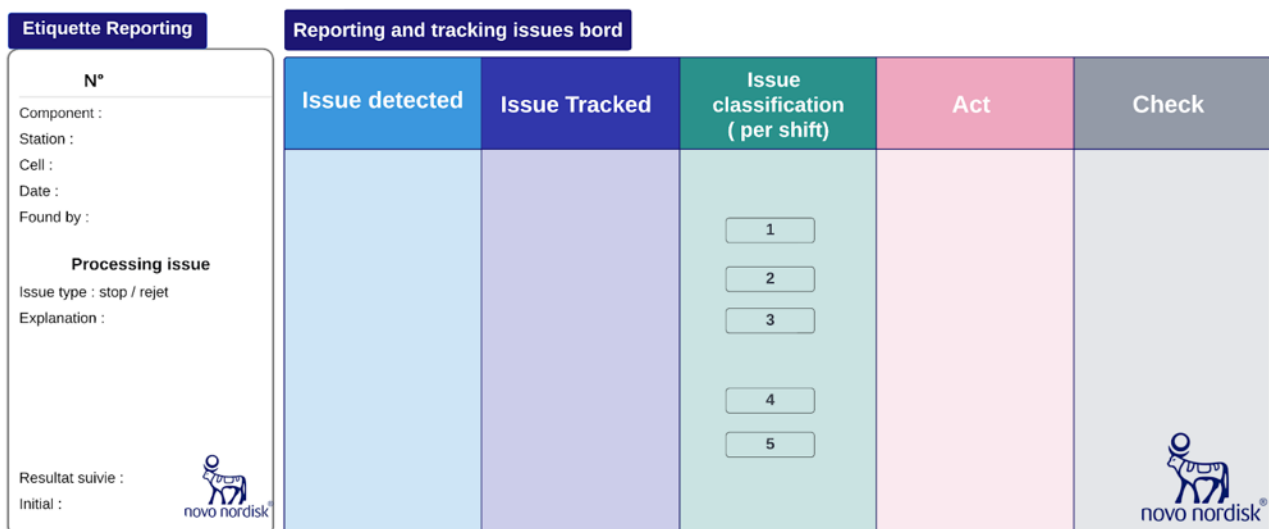 Etiquette Reporting
N°
Component :
Station :
Cell :
Date :
Found by :
Processing issue
Issue type : stop / rejet
Explanation :
Resultat suivie :
Initial :
novo nordisk®
Reporting and tracking issues bord
Issue detected
Issue Tracked
Issue
classification
( per shift)
Act
Check
1
2
3
4
5
novo nordisk®